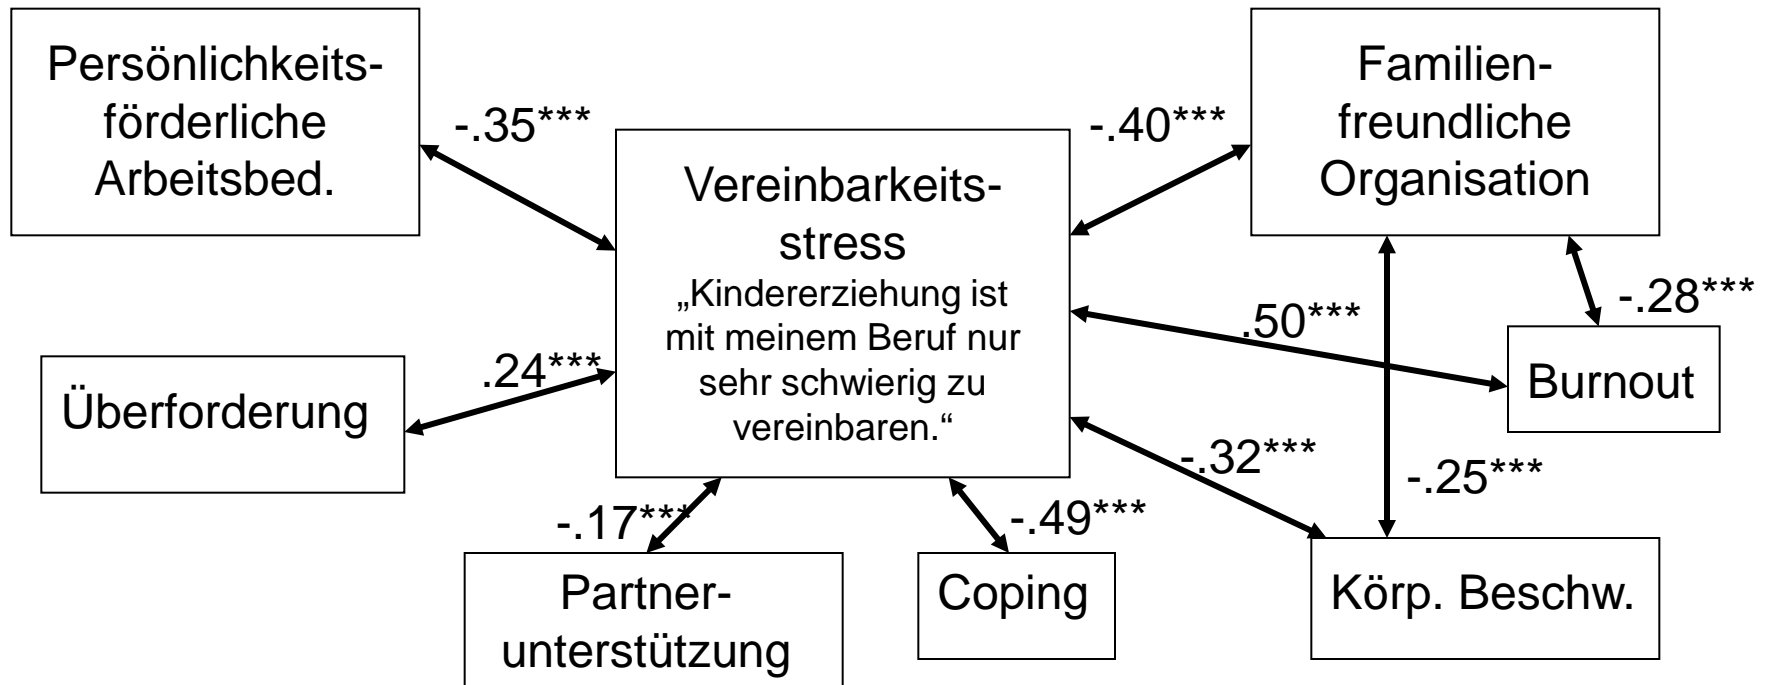 Persönlichkeits-
förderliche
Arbeitsbed.
-.35***
Vereinbarkeits-
stress
„Kindererziehung ist
mit meinem Beruf nur
sehr schwierig zu
vereinbaren.“
-.40***
Familien-
freundliche
Organisation
-.28***
.50***
Burnout
.24***
Überforderung
-.32***
-.25***
-.17***
-.49***
Partner-
unterstützung
Coping
Körp. Beschw.